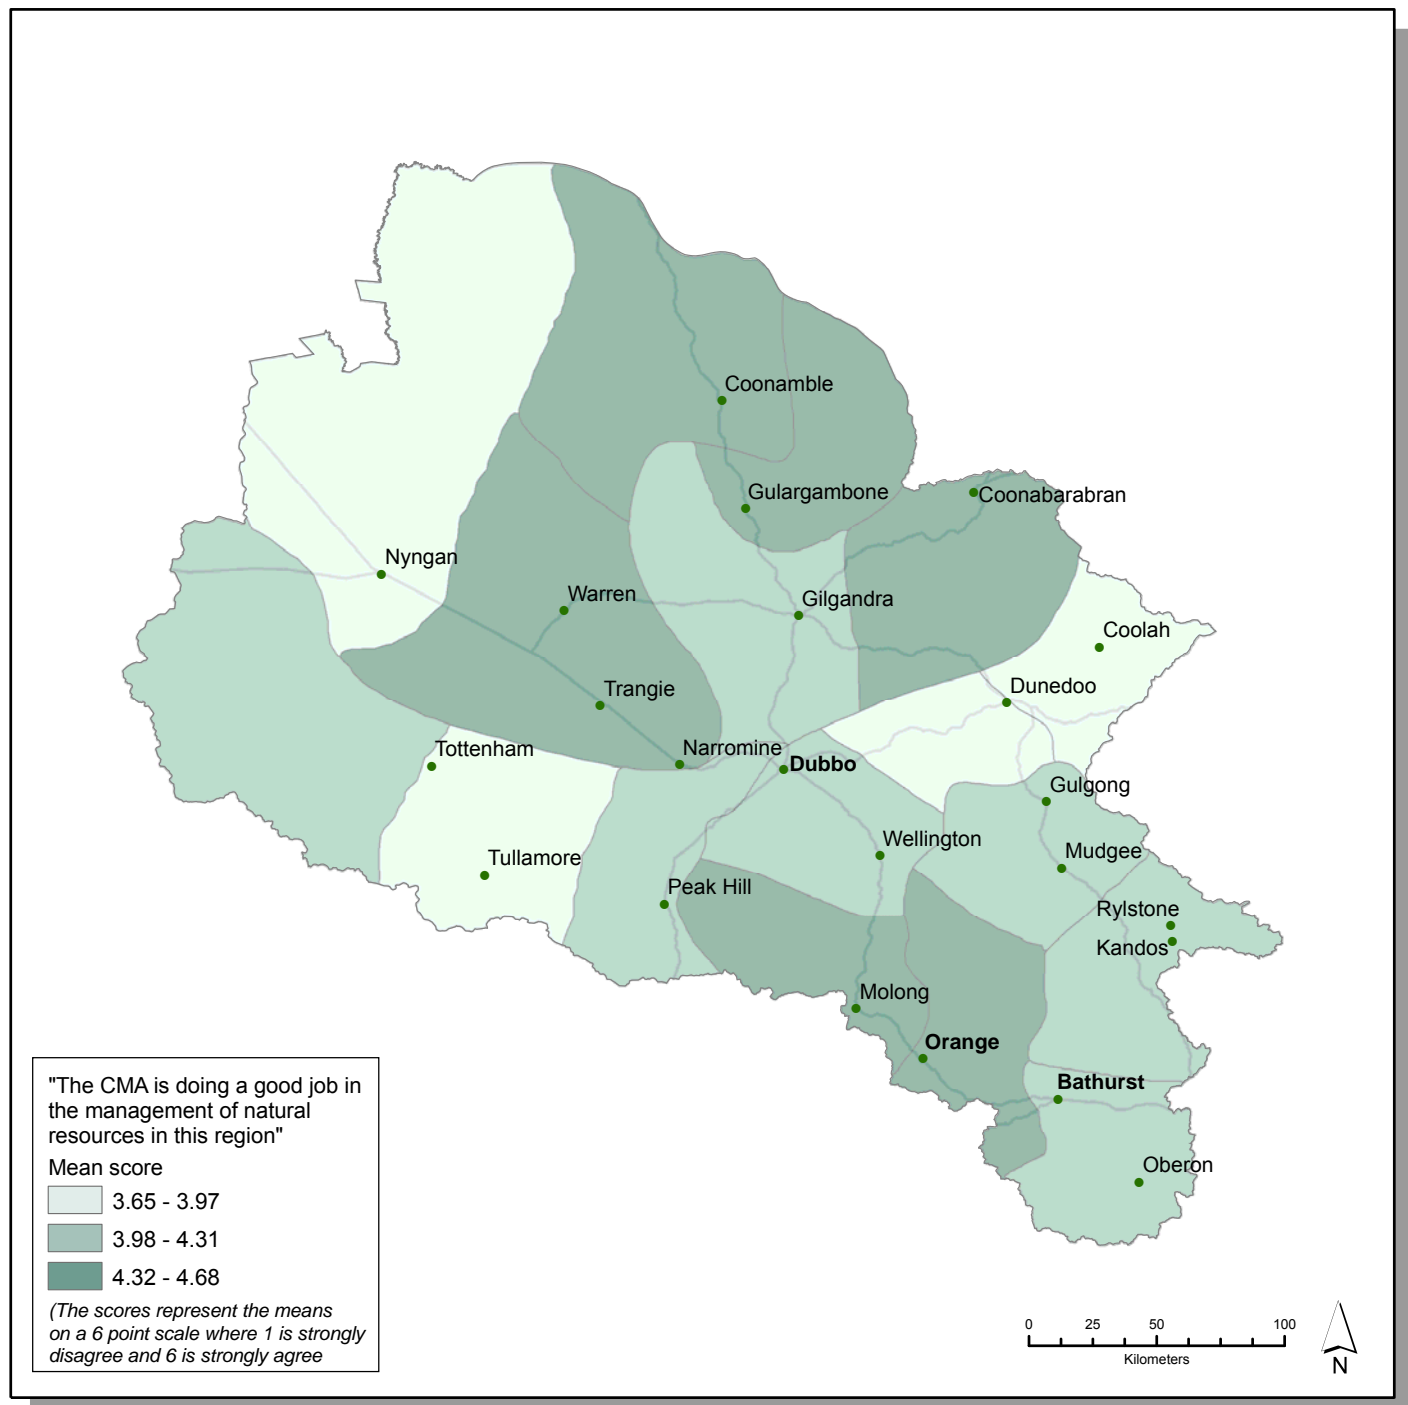 Coonamble
Gulargambone
Coonabarabran
Nyngan
Warren
Gilgandra
Coolah
Trangie
Dunedoo
Tottenham
Narromine
Dubbo
Gulgong
Wellington
Mudgee
Tullamore
Peak Hill
Rylstone
Kandos
Molong
Orange
Bathurst
Oberon
"The CMA is doing a good job in
the management of natural
resources in this region"
Mean score
3.65 - 3.97
3.98 - 4.31
4.32 - 4.68
(The scores represent the means
on a 6 point scale where 1 is strongly
disagree and 6 is strongly agree
0 25 50 100
Kilometers
N